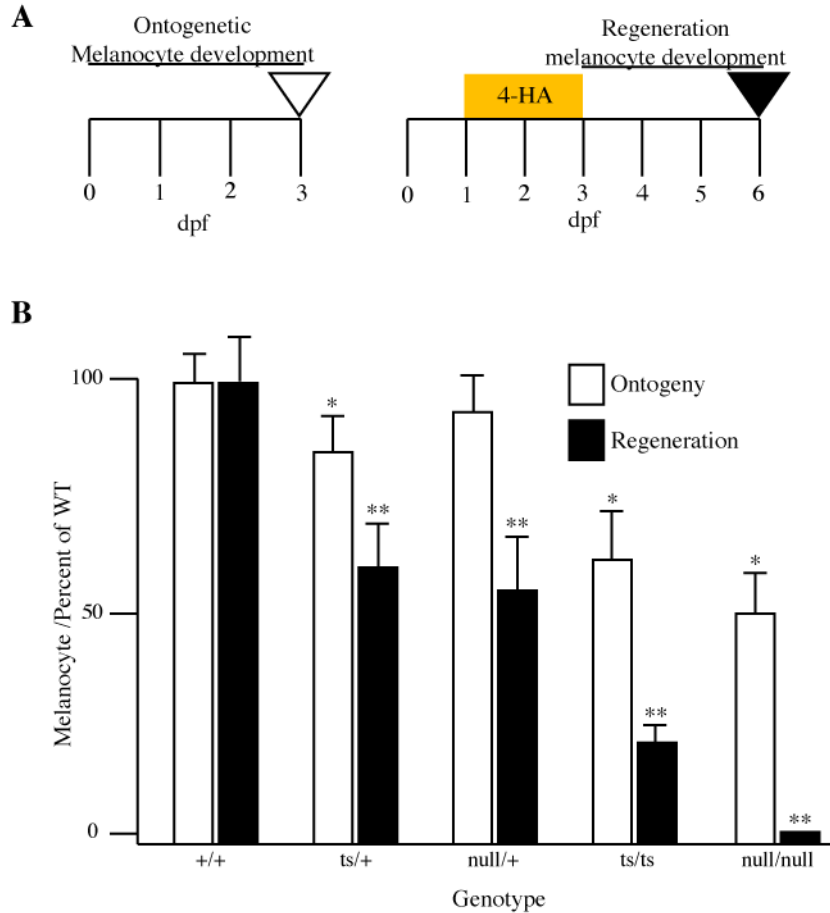 A
Ontogenetic
Melanocyte development
0 1 2 3
dpf
Regeneration
melanocyte development
4-HA
0 1 2 3 4 5 6
dpf
B
Melanocyte /Percent of WT
100
50
0
*
**
**
*
**
*
**
Ontogeny
Regeneration
+/+ ts/+ null/+ ts/ts null/null
Genotype